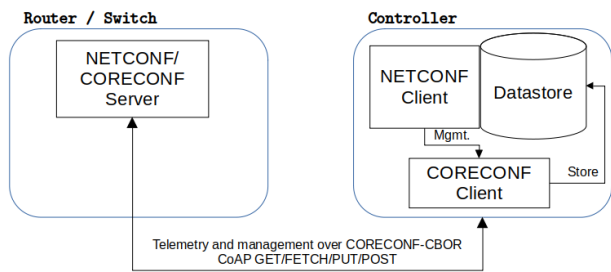 Router / Switch
Controller
NETCONF/
CORECONF
Server
NETCONF
Client
Datastore
Mgmt.
CORECONF
Client
Store
Telemetry and management over CORECONF-CBOR
CoAP GET/FETCH/PUT/POST